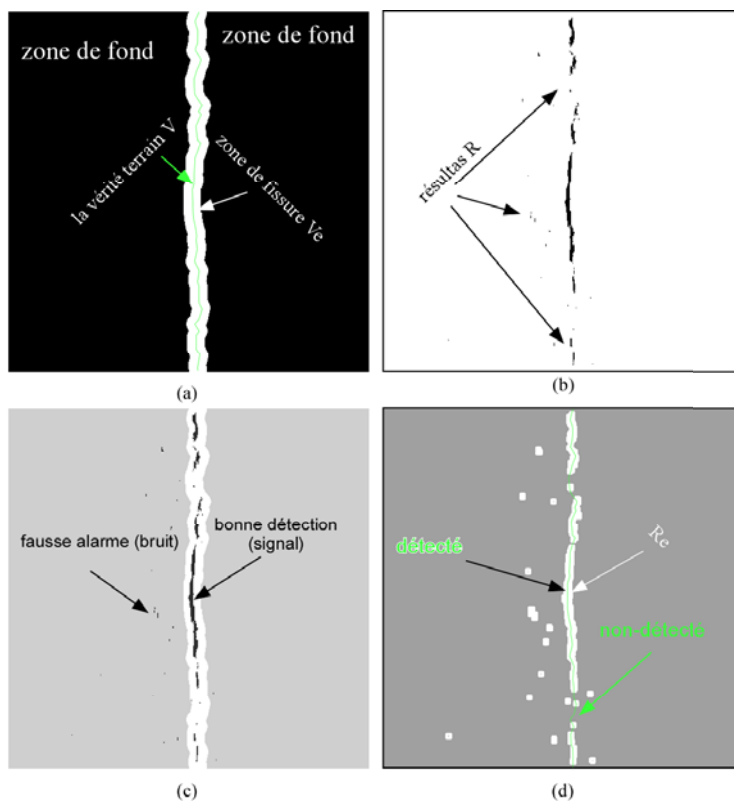 zone de fond
zone de fond
la vérité terrain V
zone de fissure Ve
(a)
résultas R
(b)
fausse alarme (bruit)
bonne détection
(signal)
(c)
détecté
Re
non-détecté
(d)